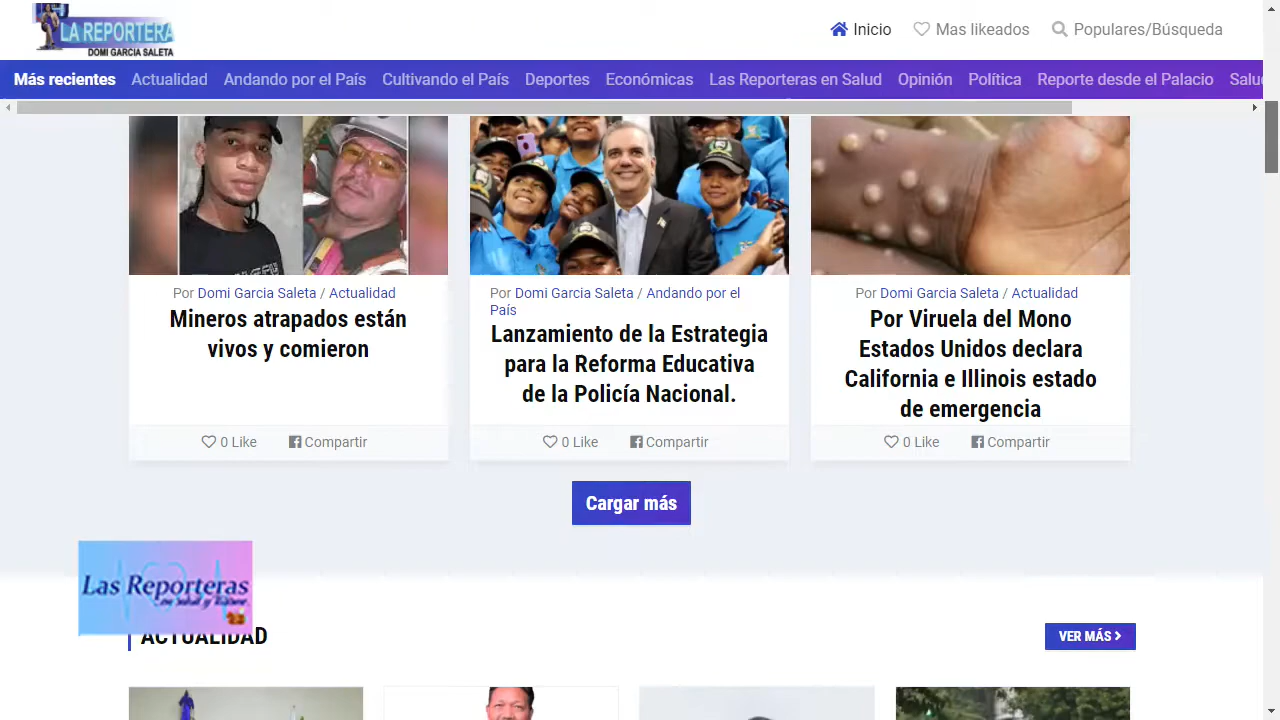 LA REPORTERA
DOMI GARCIA SALETA
Inicio
Mas likeados
Populares/Búsqueda
Más recientes
Actualidad
Andando por el País
Cultivando el País
Deportes
Económicas
Las Reporteras en Salud
Opinión
Política
Reporte desde el Palacio
Salu
Por Domi Garcia Saleta / Actualidad
Mineros atrapados están
vivos y comieron
0 Like
Compartir
Por Domi Garcia Saleta / Andando por el
País
Lanzamiento de la Estrategia
para la Reforma Educativa
de la Policía Nacional.
0 Like
Compartir
Por Domi Garcia Saleta / Actualidad
Por Viruela del Mono
Estados Unidos declara
California e Illinois estado
de emergencia
0 Like
Compartir
Cargar más
Las Reporteras
ACTUALIDAD
VER MÁS